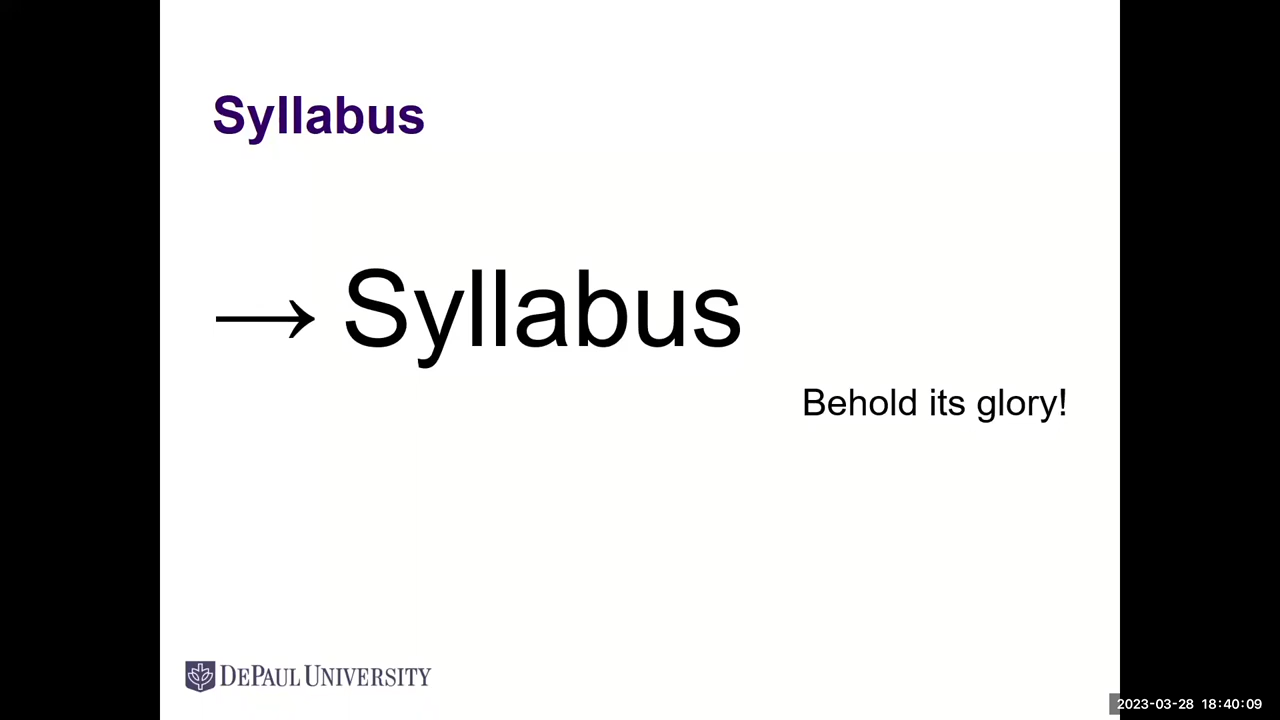 Syllabus
→ Syllabus
Behold its glory!
DEPAUL UNIVERSITY
2023-03-28 18:40:09